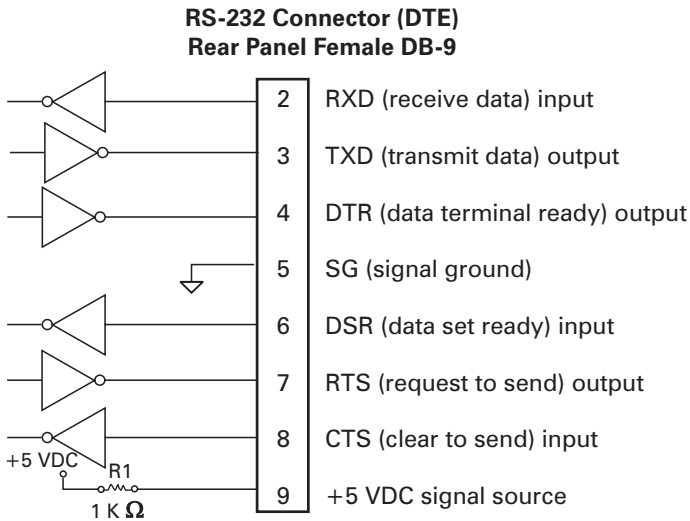 RS-232 Connector (DTE)
Rear Panel Female DB-9
2 RXD (receive data) input
3 TXD (transmit data) output
4 DTR (data terminal ready) output
5 SG (signal ground)
6 DSR (data set ready) input
7 RTS (request to send) output
8 CTS (clear to send) input
+5 VDC
R1
9 +5 VDC signal source
1 K Ω